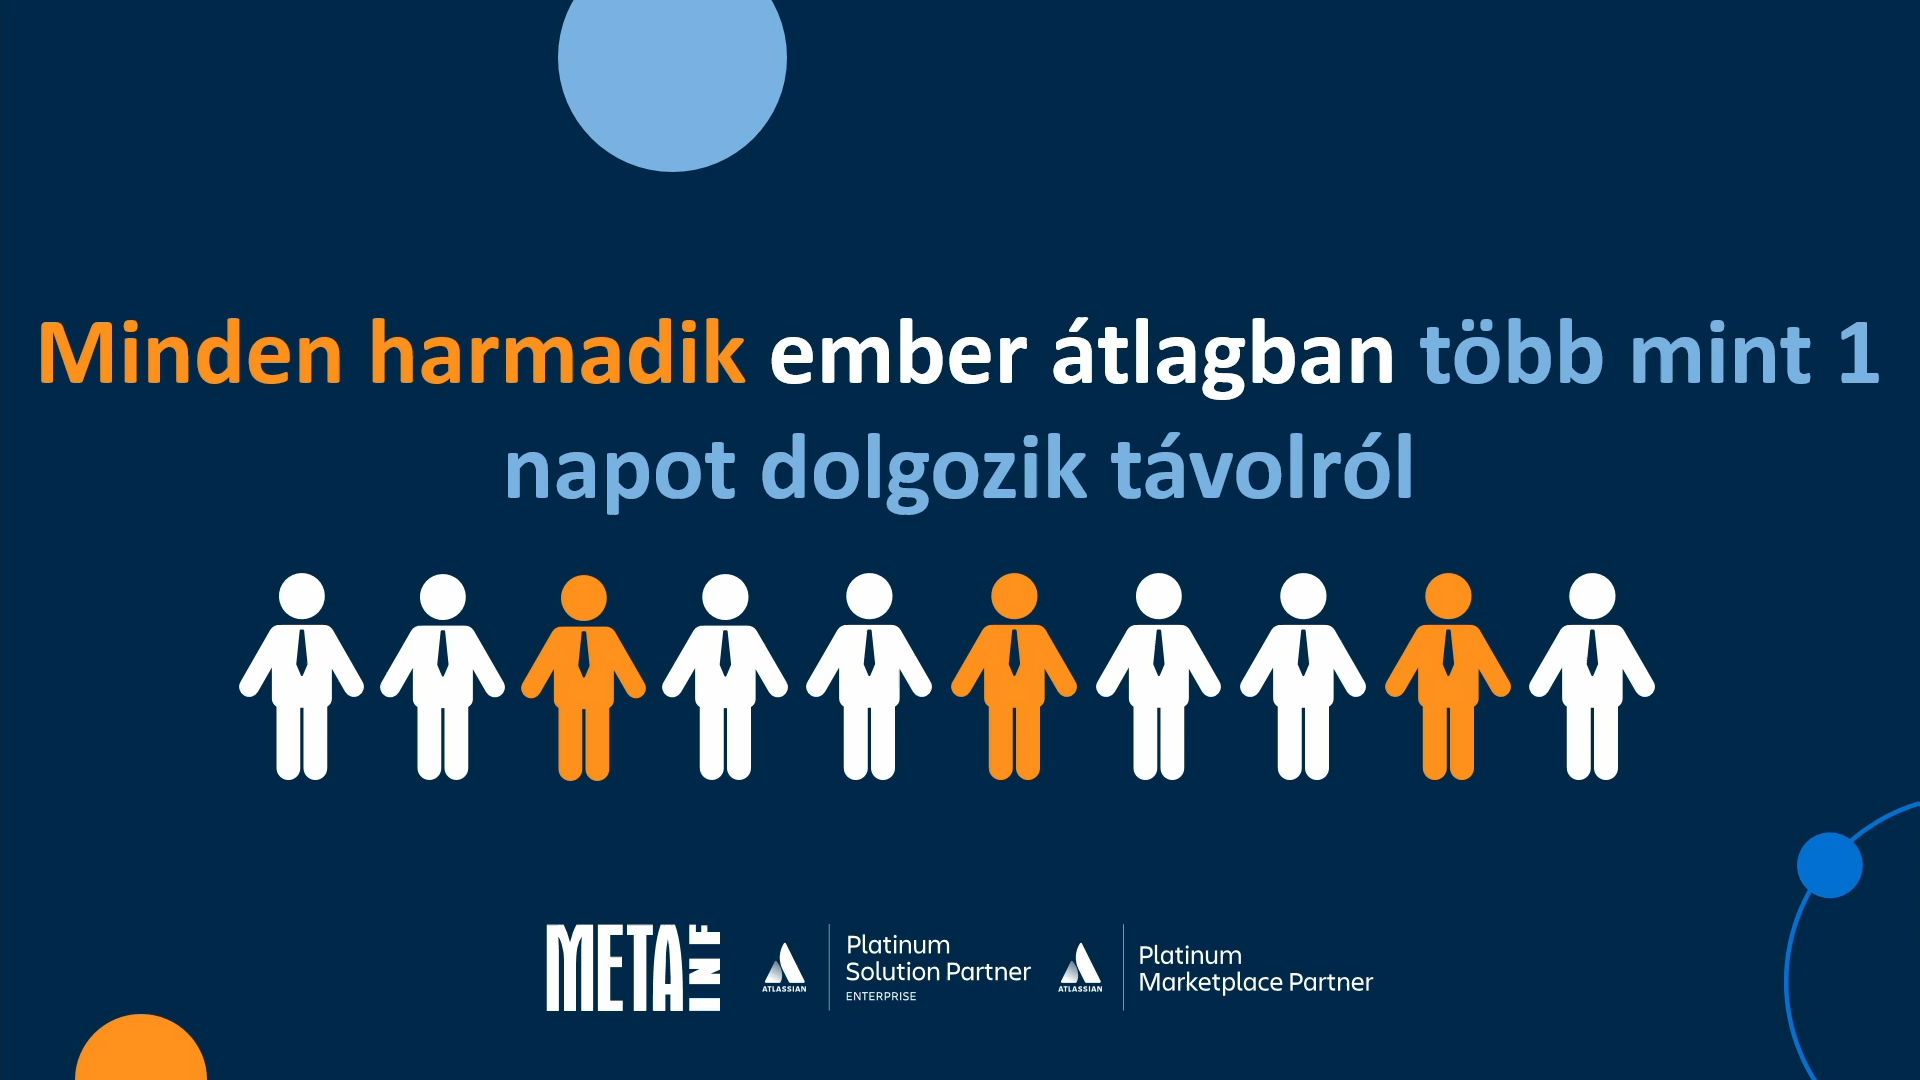 Minden harmadik ember átlagban több mint 1
napot dolgozik távolról
META INF
ATLASSIAN
Platinum
Solution Partner
ENTERPRISE
ATLASSIAN
Platinum
Marketplace Partner